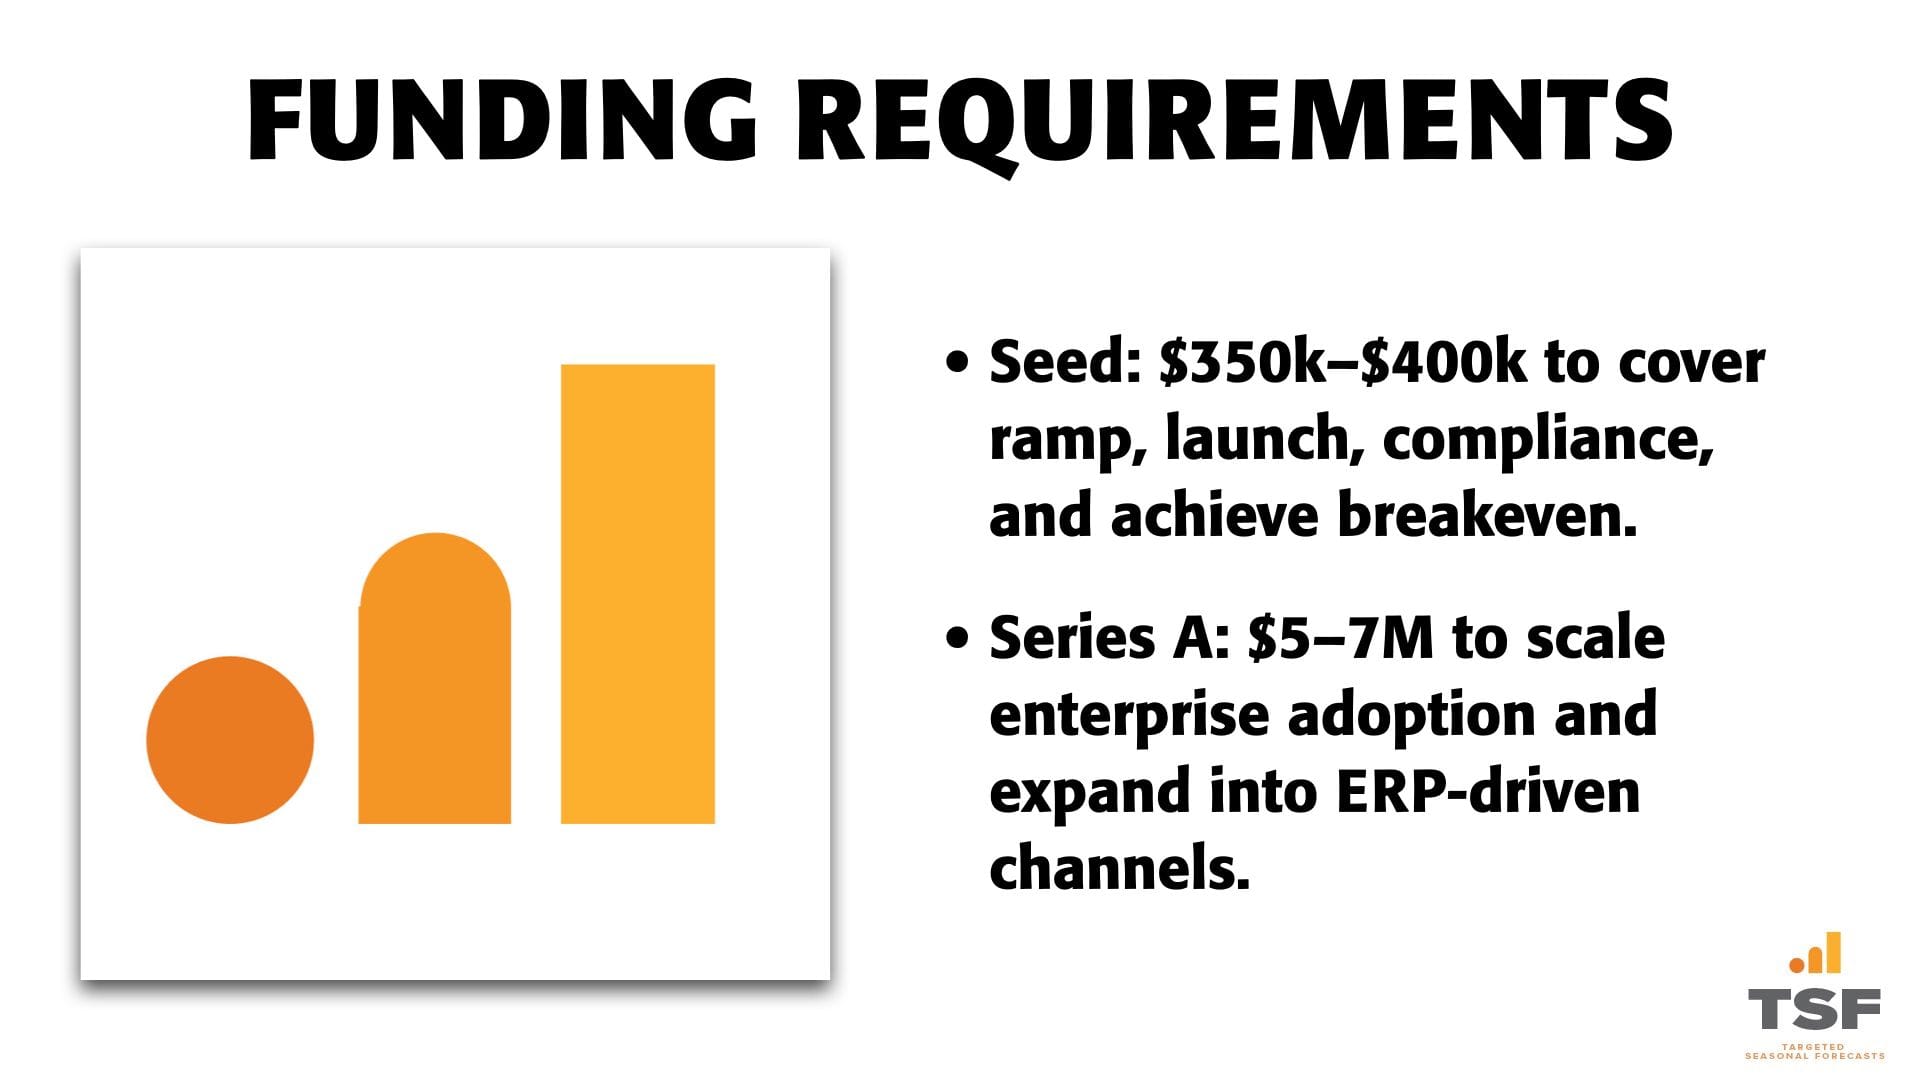 FUNDING REQUIREMENTS
• Seed: $350k–$400k to cover
ramp, launch, compliance,
and achieve breakeven.
• Series A: $5–7M to scale
enterprise adoption and
expand into ERP-driven
channels.
TSF
TARGETED
SEASONAL FORECASTS